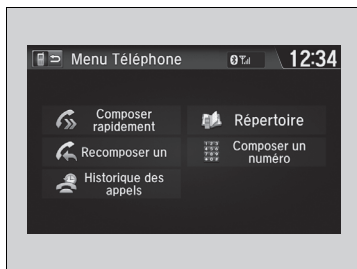 Menu Téléphone
12:34
Composer
rapidement
Répertoire
Recomposer un
Composer un
numéro
Historique des
appels